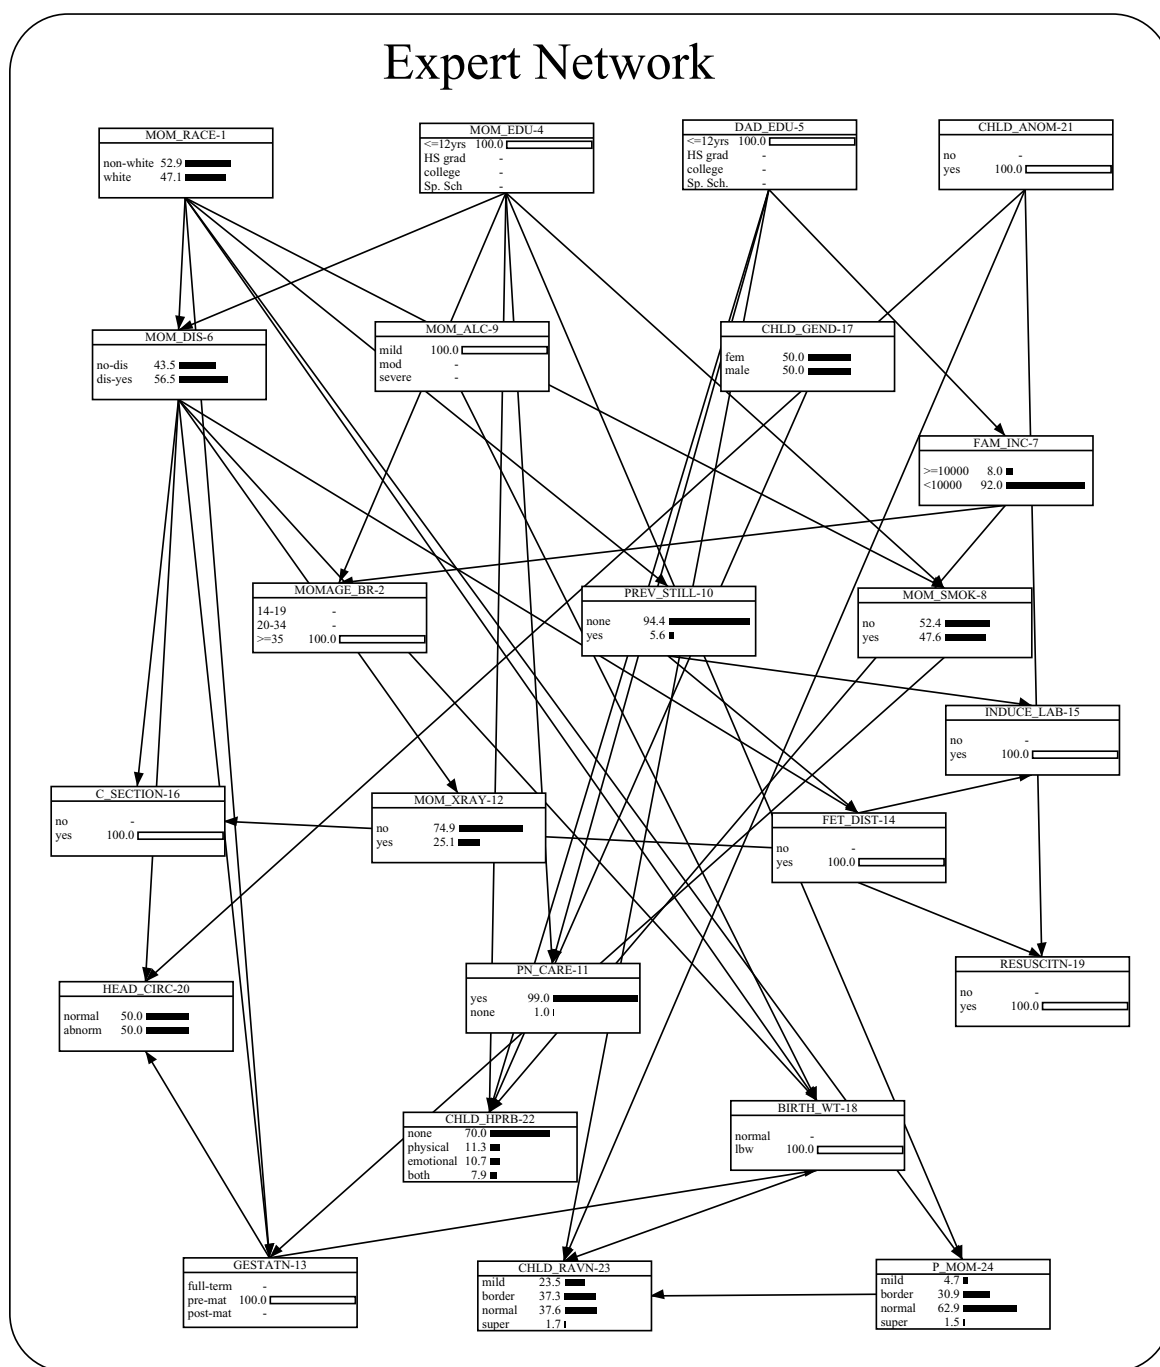 Expert Network
MOM_RACE-1
non-white 52.9
white 47.1
MOM_EDU-4
<=12yrs 100.0
HS grad -
college -
Sp. Sch -
DAD_EDU-5
<=12yrs 100.0
HS grad -
college -
Sp. Sch. -
CHLD_ANOM-21
no -
yes 100.0
MOM_DIS-6
no-dis 43.5
dis-yes 56.5
MOM_ALC-9
mild 100.0
mod -
severe -
CHLD_GEND-17
fem 50.0
male 50.0
FAM_INC-7
>=10000 8.0
<10000 92.0
MOMAGE_BR-2
14-19 -
20-34 -
>=35 100.0
PREV_STILL-10
none 94.4
yes 5.6
MOM_SMOK-8
no 52.4
yes 47.6
INDUCE_LAB-15
no -
yes 100.0
C_SECTION-16
no -
yes 100.0
MOM_XRAY-12
no 74.9
yes 25.1
FET_DIST-14
no -
yes 100.0
PN_CARE-11
yes 99.0
none 1.0
RESUSCITN-19
no -
yes 100.0
HEAD_CIRC-20
normal 50.0
abnorm 50.0
CHLD_HPRB-22
none 70.0
physical 11.3
emotional 10.7
both 7.9
BIRTH_WT-18
normal -
lbw 100.0
GESTATN-13
full-term -
pre-mat 100.0
post-mat -
CHLD_RAVN-23
mild 23.5
border 37.3
normal 37.6
super 1.7
P_MOM-24
mild 4.7
border 30.9
normal 62.9
super 1.5